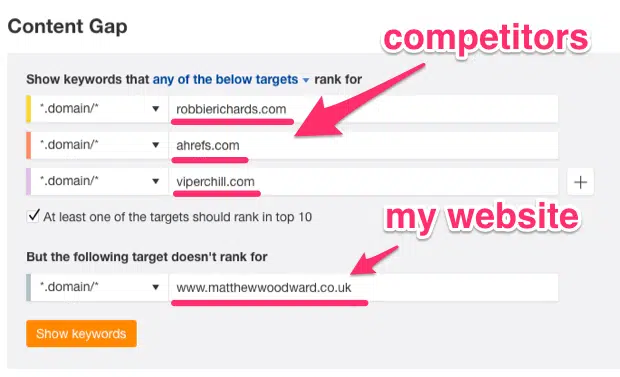 Content Gap
competitors
Show keywords that any of the below targets rank for
*.domain/* robbierichards.com
*.domain/* ahrefs.com
*.domain/* viperchill.com
At least one of the targets should rank in top 10
my website
But the following target doesn't rank for
*.domain/* www.matthewwoodward.co.uk
Show keywords